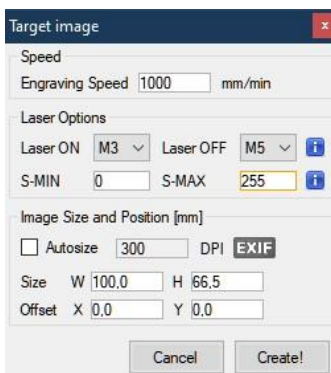 Target image x
Speed
Engraving Speed 1000 mm/min
Laser Options
Laser ON M3 Laser OFF M5 i
S-MIN 0 S-MAX 255 i
Image Size and Position [mm]
Autosize 300 DPI EXIF
Size W 100,0 H 66,5
Offset X 0,0 Y 0,0
Cancel Create!